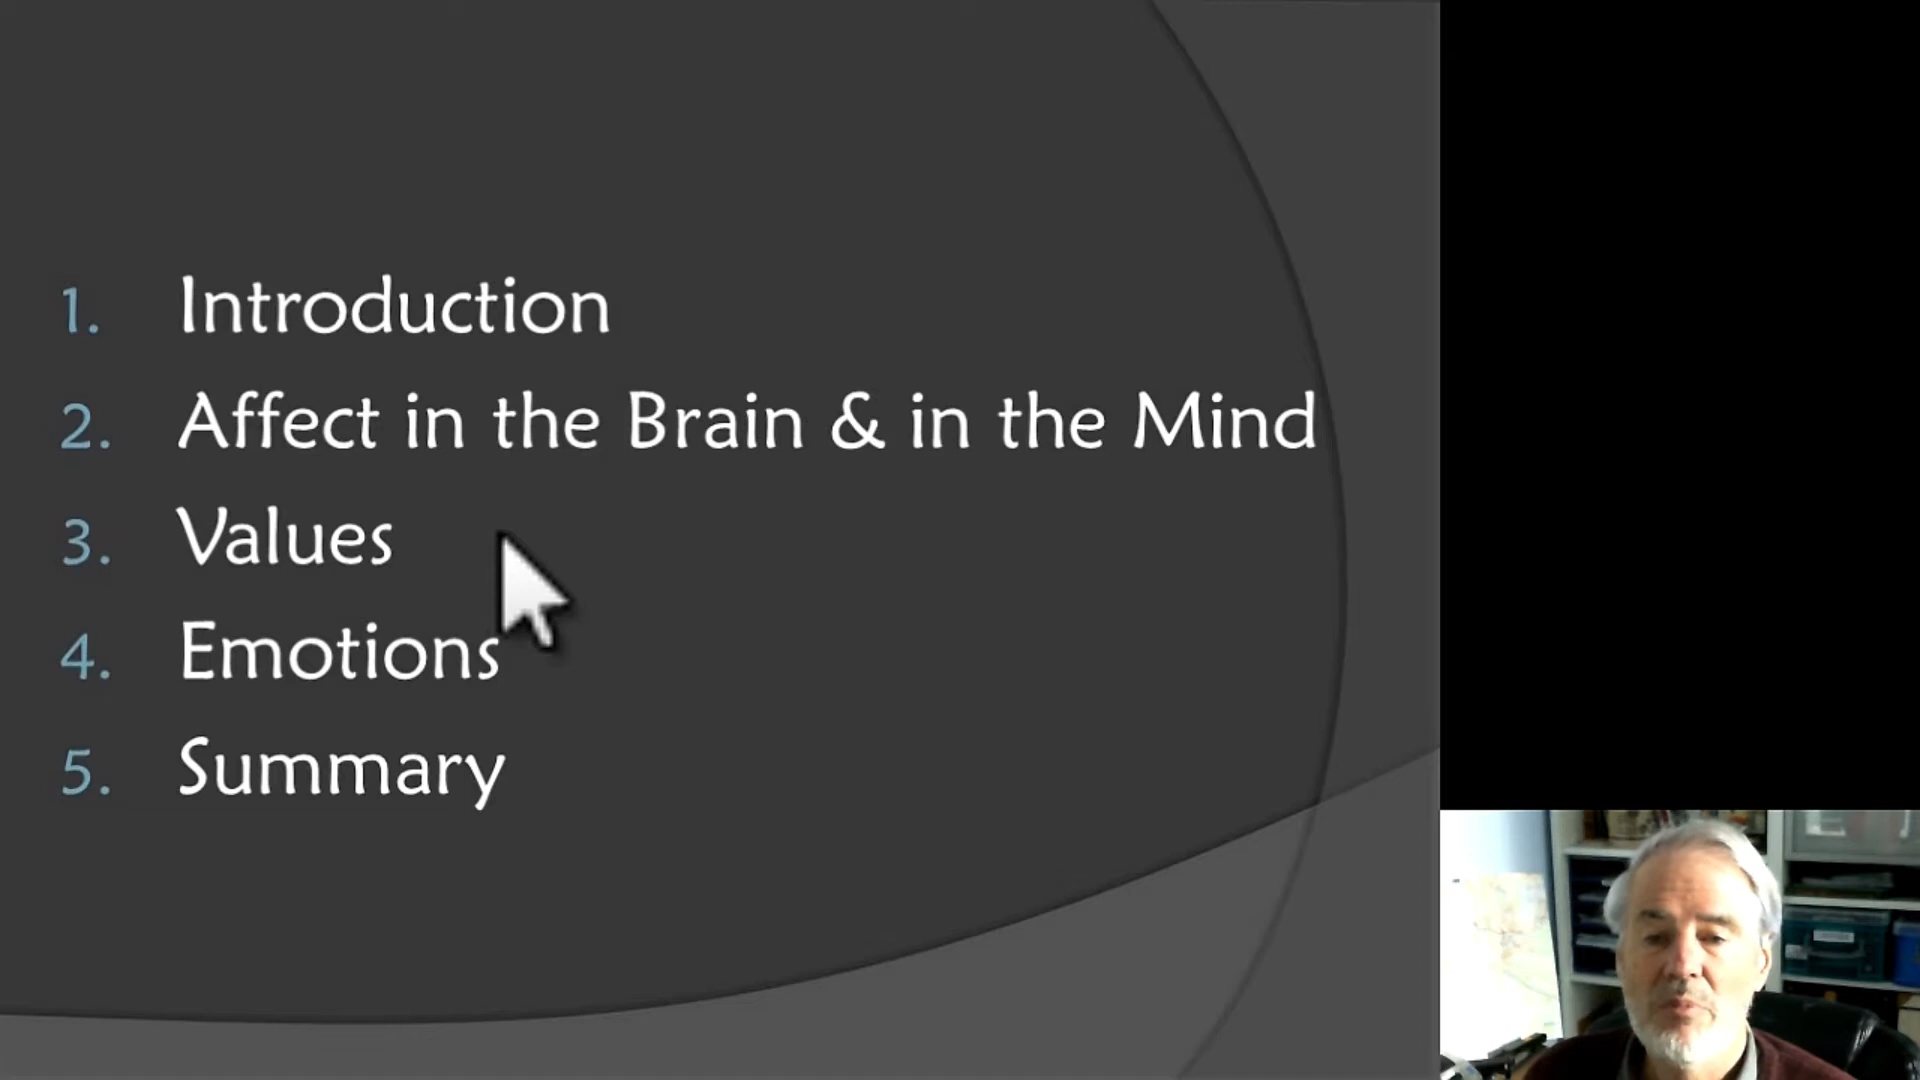 1. Introduction
2. Affect in the Brain & in the Mind
3. Values
4. Emotions
5. Summary